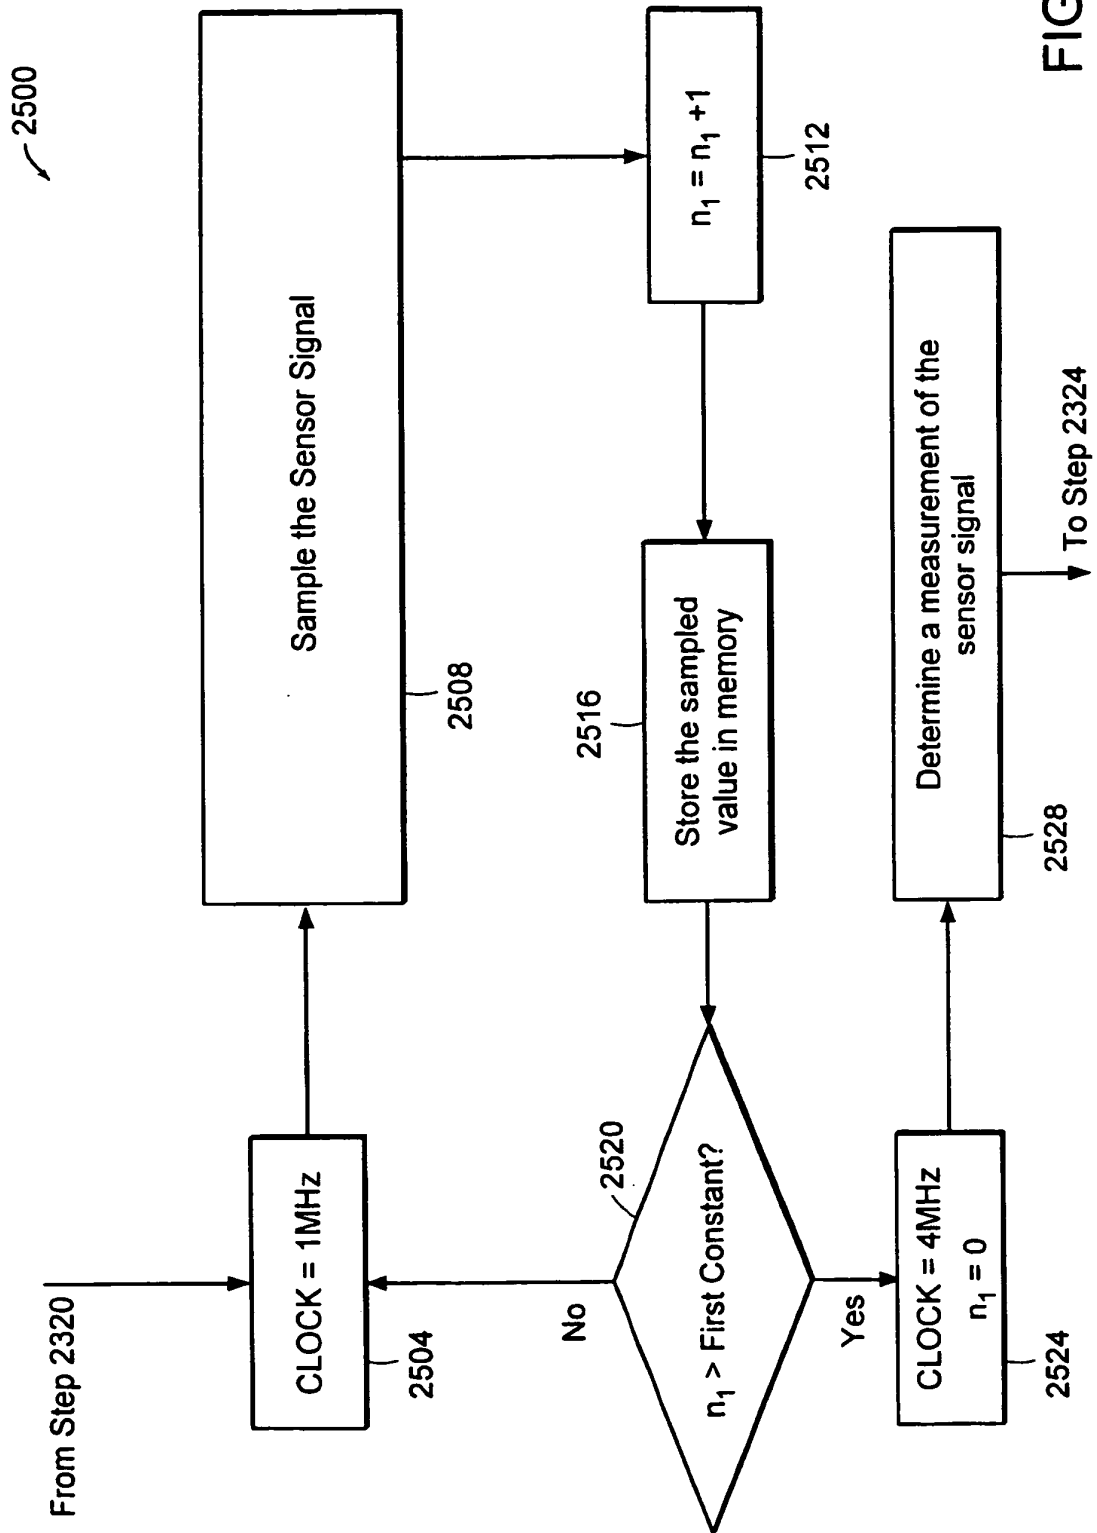 2500
From Step 2320
CLOCK = 1MHz
2504
Sample the Sensor Signal
2508
n₁ = n₁ +1
2512
Store the sampled
value in memory
2516
n₁ > First Constant?
2520
No
Yes
CLOCK = 4MHz
n₁ = 0
2524
Determine a measurement of the
sensor signal
2528
To Step 2324
FIG